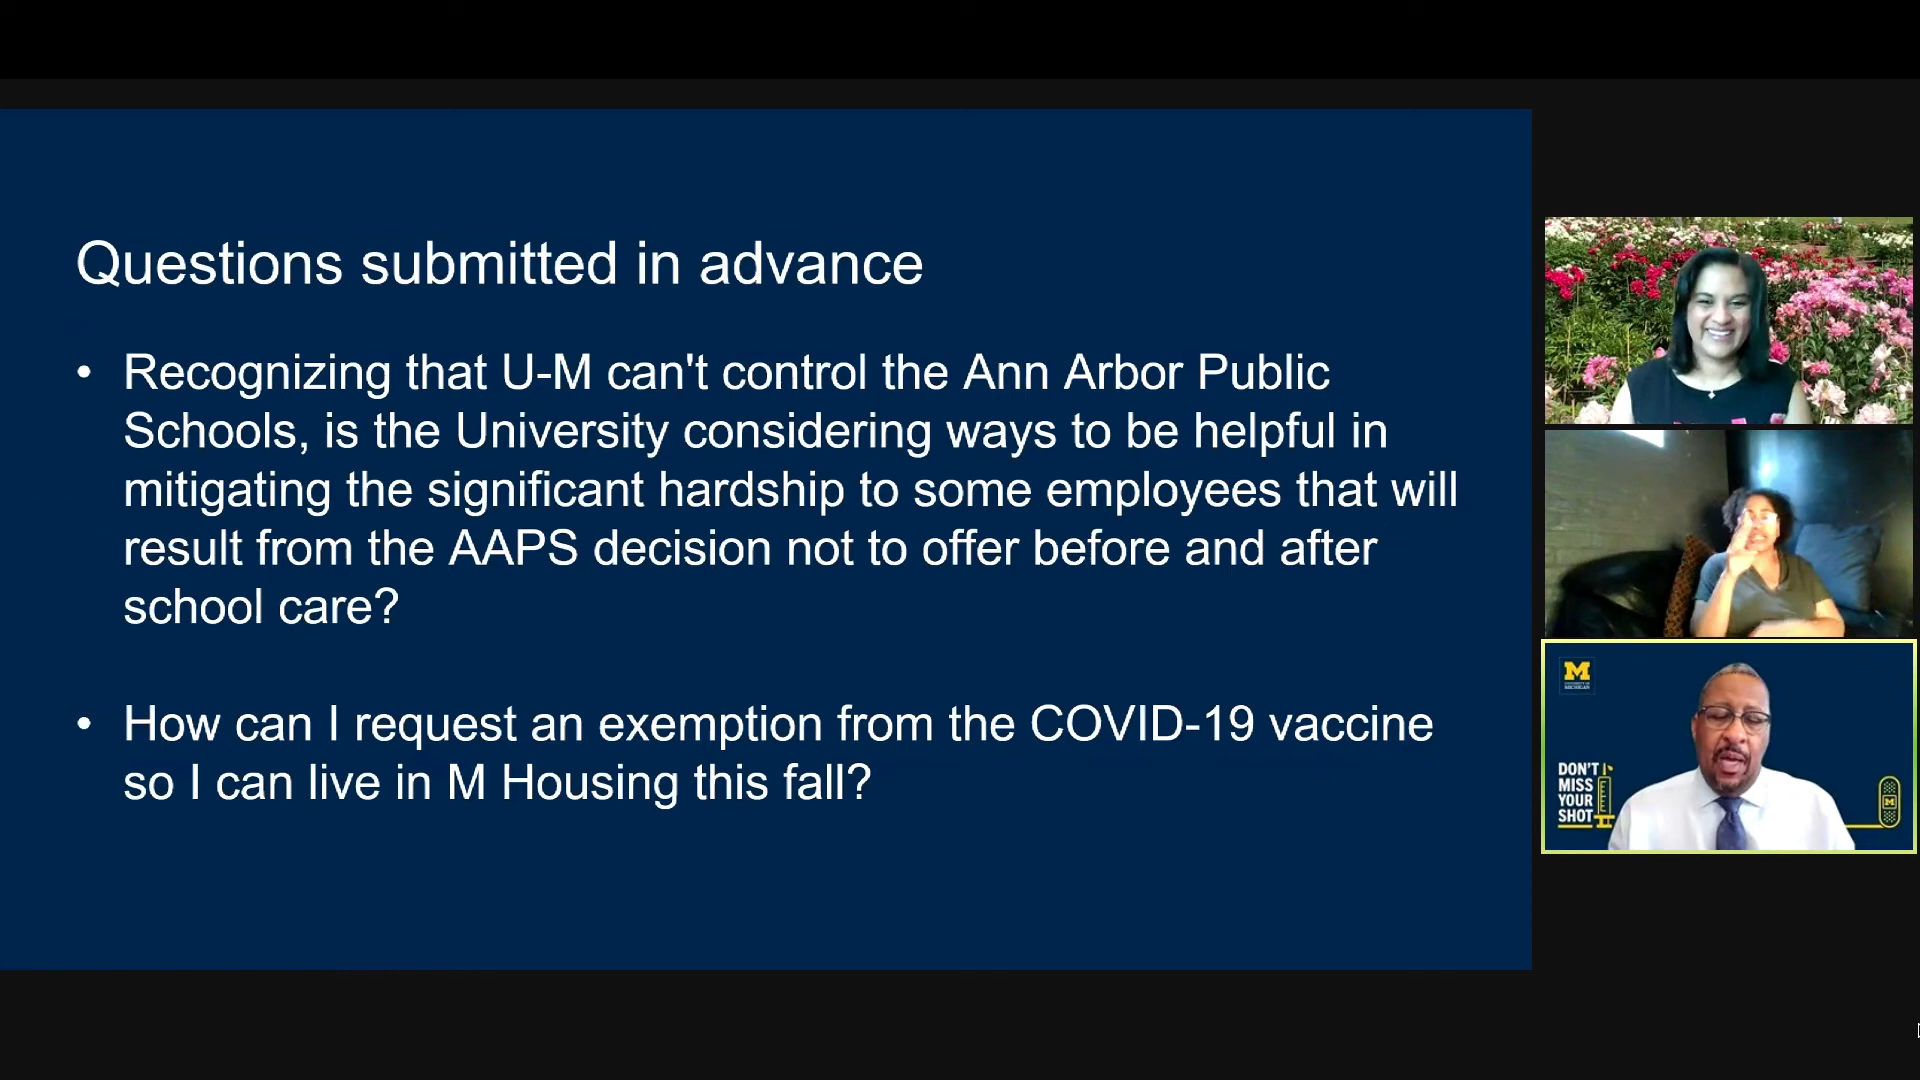 Questions submitted in advance
• Recognizing that U-M can't control the Ann Arbor Public
Schools, is the University considering ways to be helpful in
mitigating the significant hardship to some employees that will
result from the AAPS decision not to offer before and after
school care?
• How can I request an exemption from the COVID-19 vaccine
so I can live in M Housing this fall?
M
UNIVERSITY OF
MICHIGAN
DON'T
MISS
YOUR
SHOT
M